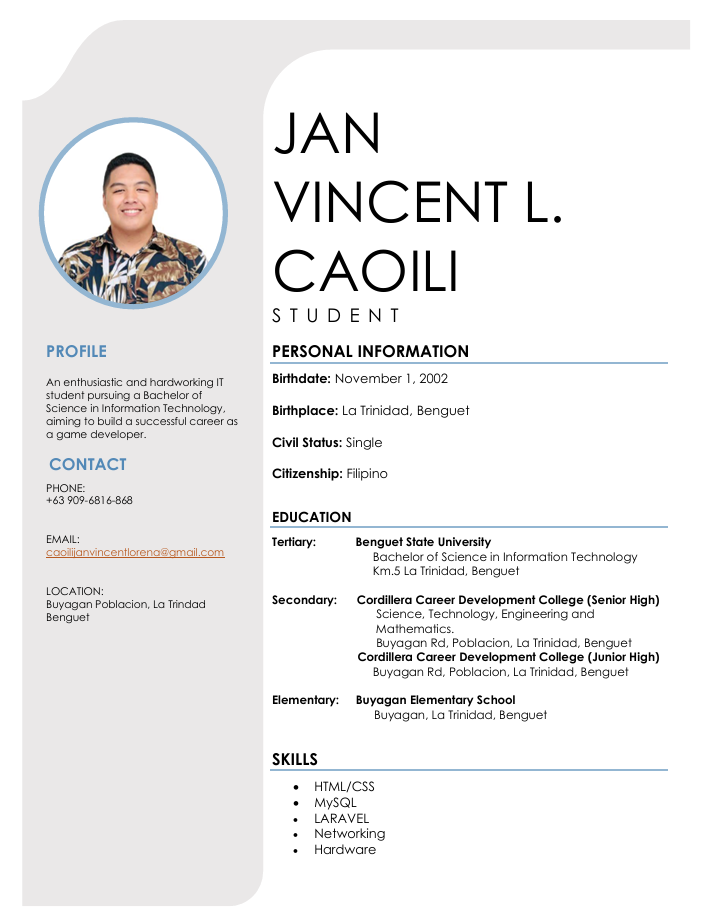 JAN
VINCENT L.
CAOILI
STUDENT
PROFILE
An enthusiastic and hardworking IT
student pursuing a Bachelor of
Science in Information Technology,
aiming to build a successful career as
a game developer.
CONTACT
PHONE:
+63 909-6816-868
EMAIL:
caoilijanvincentlorena@gmail.com
LOCATION:
Buyagan Poblacion, La Trindad
Benguet
PERSONAL INFORMATION
Birthdate: November 1, 2002
Birthplace: La Trinidad, Benguet
Civil Status: Single
Citizenship: Filipino
EDUCATION
Tertiary: Benguet State University
Bachelor of Science in Information Technology
Km.5 La Trinidad, Benguet
Secondary: Cordillera Career Development College (Senior High)
Science, Technology, Engineering and
Mathematics.
Buyagan Rd, Poblacion, La Trinidad, Benguet
Cordillera Career Development College (Junior High)
Buyagan Rd, Poblacion, La Trinidad, Benguet
Elementary: Buyagan Elementary School
Buyagan, La Trinidad, Benguet
SKILLS
• HTML/CSS
• MySQL
• LARAVEL
• Networking
• Hardware